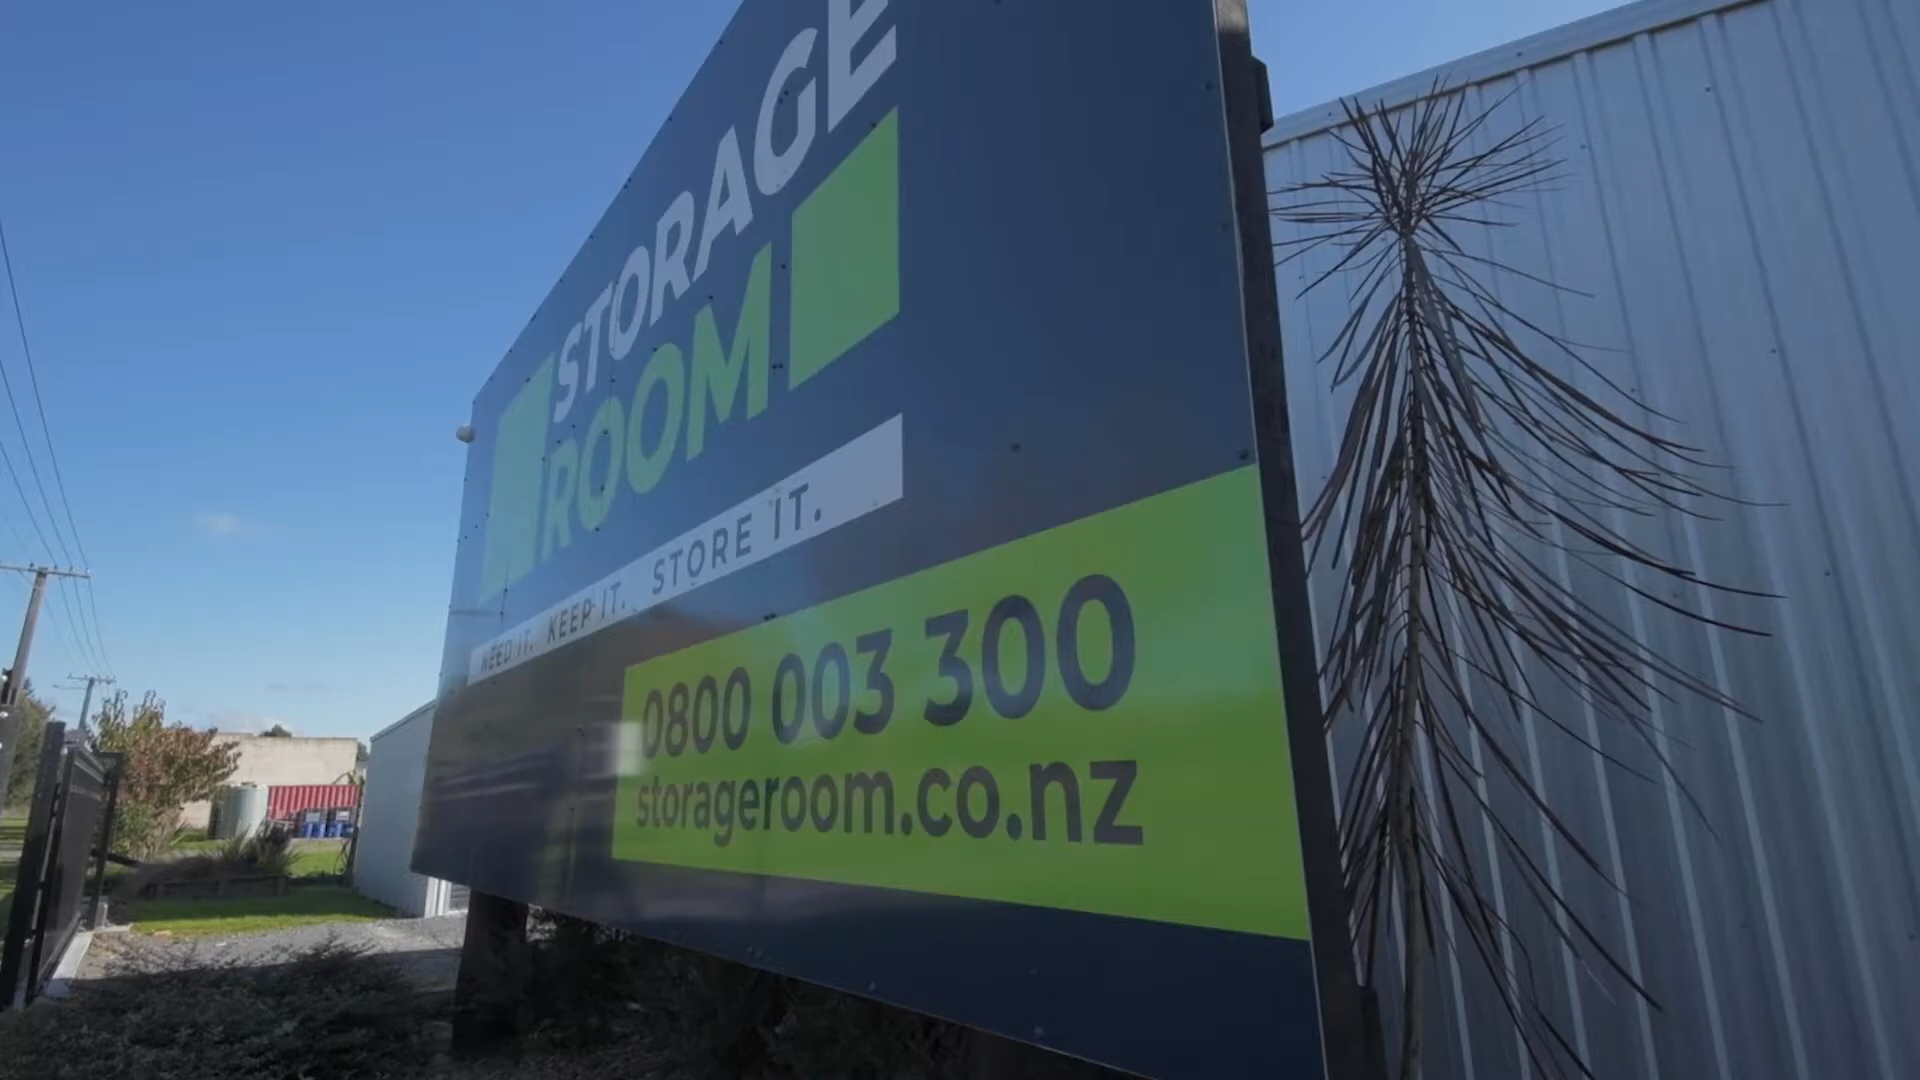 STORAGE
ROOM
NEED IT. KEEP IT. STORE IT.
0800 003 300
storageroom.co.nz